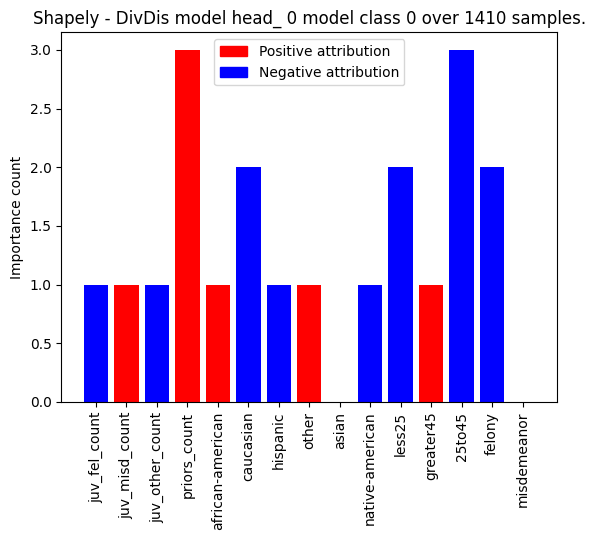 Shapely - DivDis model head_ 0 model class 0 over 1410 samples.
Positive attribution
Negative attribution
Importance count
3.0
2.5
2.0
1.5
1.0
0.5
0.0
juv_fel_count
juv_misd_count
juv_other_count
priors_count
african-american
caucasian
hispanic
other
asian
native-american
less25
greater45
25to45
felony
misdemeanor